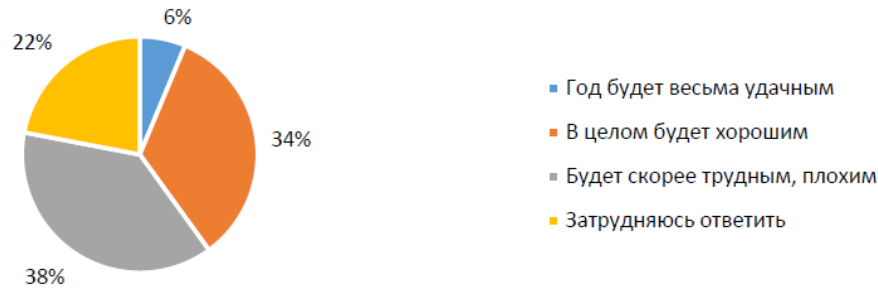 6%
22%
34%
38%
Год будет весьма удачным
В целом будет хорошим
Будет скорее трудным, плохим
Затрудняюсь ответить